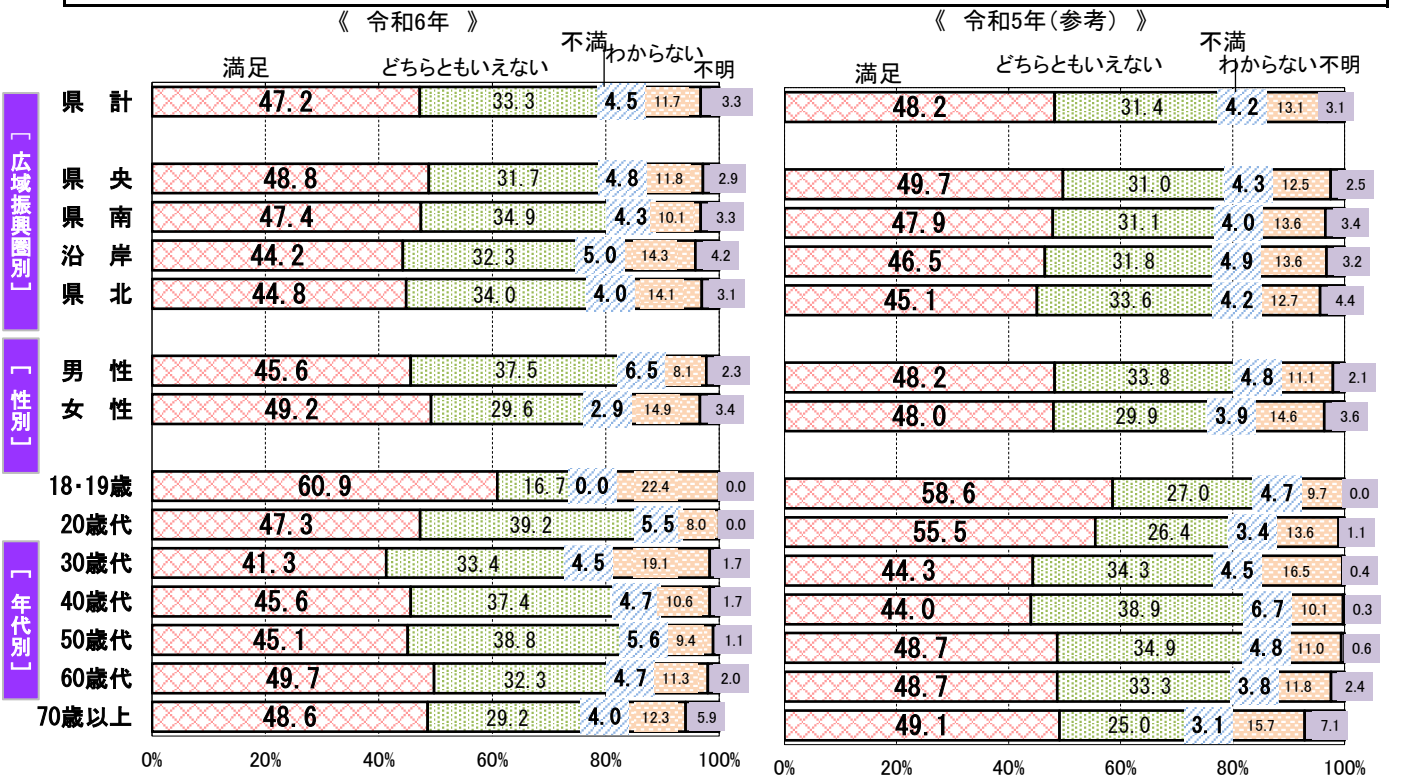 《 令和6年 》 《 令和5年(参考) 》
満足 どちらともいえない 不満 わからない 不明 満足 どちらともいえない 不満 わからない 不明
県 計 47.2 33.3 4.5 11.7 3.3 48.2 31.4 4.2 13.1 3.1
[広域振興圏別]
県 央 48.8 31.7 4.8 11.8 2.9 49.7 31.0 4.3 12.5 2.5
県 南 47.4 34.9 4.3 10.1 3.3 47.9 31.1 4.0 13.6 3.4
沿 岸 44.2 32.3 5.0 14.3 4.2 46.5 31.8 4.9 13.6 3.2
県 北 44.8 34.0 4.0 14.1 3.1 45.1 33.6 4.2 12.7 4.4
[性別]
男 性 45.6 37.5 6.5 8.1 2.3 48.2 33.8 4.8 11.1 2.1
女 性 49.2 29.6 2.9 14.9 3.4 48.0 29.9 3.9 14.6 3.6
[年代別]
18・19歳 60.9 16.7 0.0 22.4 0.0 58.6 27.0 4.7 9.7 0.0
20歳代 47.3 39.2 5.5 8.0 0.0 55.5 26.4 3.4 13.6 1.1
30歳代 41.3 33.4 4.5 19.1 1.7 44.3 34.3 4.5 16.5 0.4
40歳代 45.6 37.4 4.7 10.6 1.7 44.0 38.9 6.7 10.1 0.3
50歳代 45.1 38.8 5.6 9.4 1.1 48.7 34.9 4.8 11.0 0.6
60歳代 49.7 32.3 4.7 11.3 2.0 48.7 33.3 3.8 11.8 2.4
70歳以上 48.6 29.2 4.0 12.3 5.9 49.1 25.0 3.1 15.7 7.1
0% 20% 40% 60% 80% 100% 0% 20% 40% 60% 80% 100%